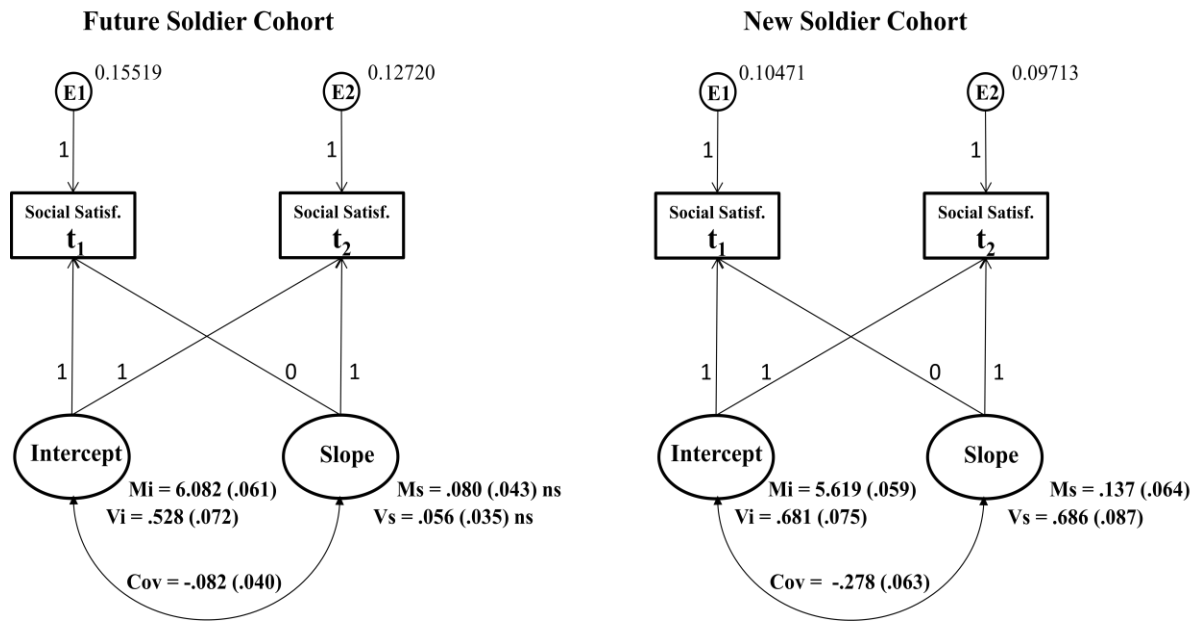 Future Soldier Cohort
0.15519
E1
0.12720
E2
1
1
Social Satisf.
t1
Social Satisf.
t2
1
1
0
1
Intercept
Slope
Mi = 6.082 (.061)
Vi = .528 (.072)
Ms = .080 (.043) ns
Vs = .056 (.035) ns
Cov = -.082 (.040)
New Soldier Cohort
0.10471
E1
0.09713
E2
1
1
Social Satisf.
t1
Social Satisf.
t2
1
1
0
1
Intercept
Slope
Mi = 5.619 (.059)
Vi = .681 (.075)
Ms = .137 (.064)
Vs = .686 (.087)
Cov = -.278 (.063)